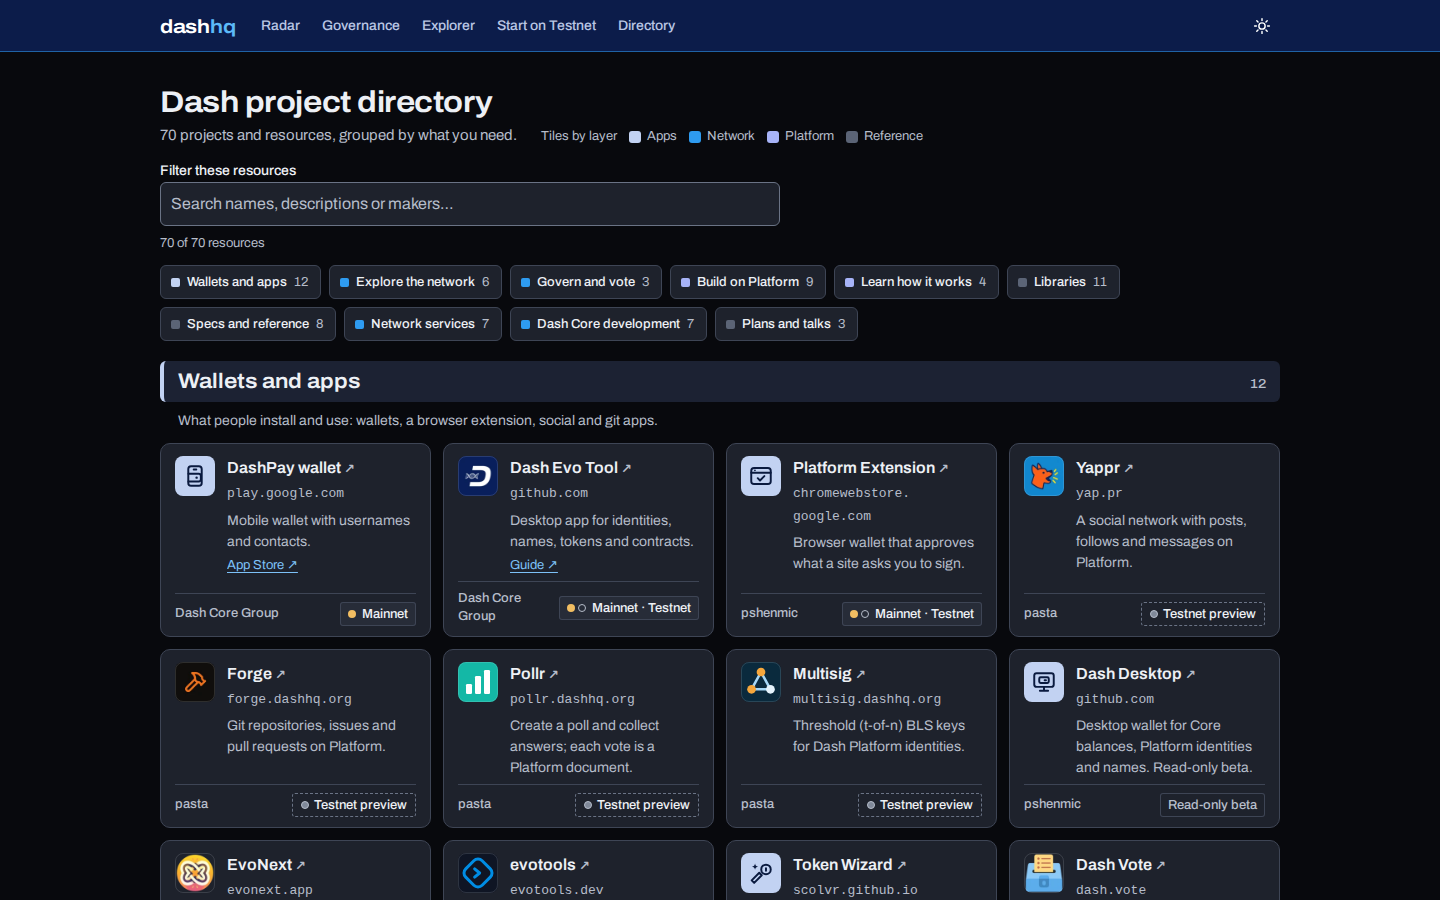 dashhq Radar Governance Explorer Start on Testnet Directory
Dash project directory
70 projects and resources, grouped by what you need. Tiles by layer Apps Network Platform Reference
Filter these resources
Search names, descriptions or makers...
70 of 70 resources
Wallets and apps 12 Explore the network 6 Govern and vote 3 Build on Platform 9 Learn how it works 4 Libraries 11
Specs and reference 8 Network services 7 Dash Core development 7 Plans and talks 3
Wallets and apps 12
What people install and use: wallets, a browser extension, social and git apps.
DashPay wallet ↗
play.google.com
Mobile wallet with usernames
and contacts.
App Store ↗
Dash Core Group Mainnet
Dash Evo Tool ↗
github.com
Desktop app for identities,
names, tokens and contracts.
Guide ↗
Dash Core
Group
Mainnet · Testnet
Platform Extension ↗
chromewebstore.
google.com
Browser wallet that approves
what a site asks you to sign.
pshenmic Mainnet · Testnet
Yappr ↗
yap.pr
A social network with posts,
follows and messages on
Platform.
pasta Testnet preview
Forge ↗
forge.dashhq.org
Git repositories, issues and
pull requests on Platform.
pasta Testnet preview
Pollr ↗
pollr.dashhq.org
Create a poll and collect
answers; each vote is a
Platform document.
pasta Testnet preview
Multisig ↗
multisig.dashhq.org
Threshold (t-of-n) BLS keys
for Dash Platform identities.
pasta Testnet preview
Dash Desktop ↗
github.com
Desktop wallet for Core
balances, Platform identities
and names. Read-only beta.
pshenmic Read-only beta
EvoNext ↗
evonext.app
evotools ↗
evotools.dev
Token Wizard ↗
scolvr.github.io
Dash Vote ↗
dash.vote